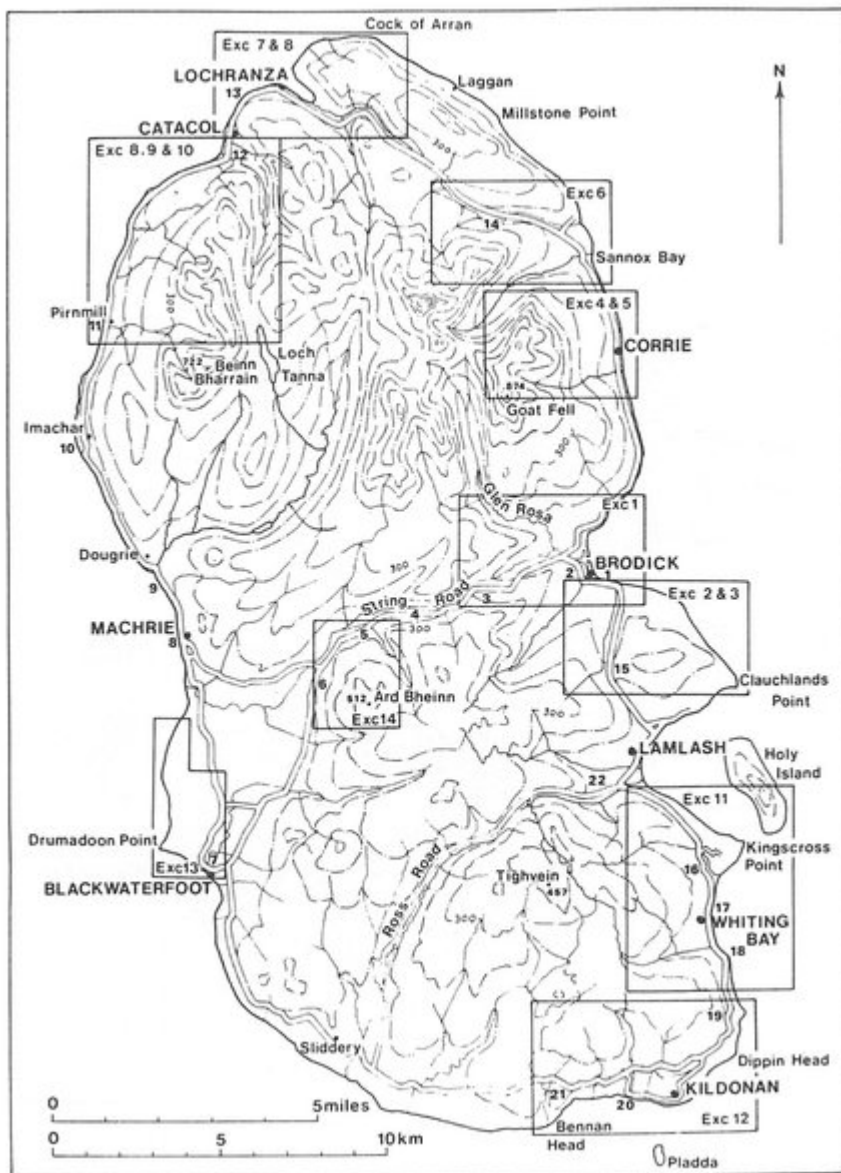 Cock of Arran
Exc 7 & 8
LOCHRANZA
13
Laggan
N
Millstone Point
CATACOL
Exc 8.9 & 10
12
300
Exc 6
14
Sannox Bay
300
Exc 4 & 5
Pirnmill
11
CORRIE
722
Beinn
Bharrain
Loch
Tanna
874
Goat Fell
Imachar
10
300
Glen Rosa
Exc 1
Dougrie
9
300
BRODICK
2
1
String Road
3
Exc 2 & 3
4
MACHRIE
8
5
300
15
6
512
Ard Bheinn
Exc14
Clauchlands
Point
300
LAMLASH
Holy
Island
22
Exc 11
Drumadoon Point
Kingscross
Point
7
Exc13
BLACKWATERFOOT
Ross Road
Tighvein
457
16
17
WHITING
BAY
300
18
19
Sliddery
Dippin Head
KILDONAN
21
20
0
5miles
Bennan
Head
Exc 12
0
5
10km
Pladda